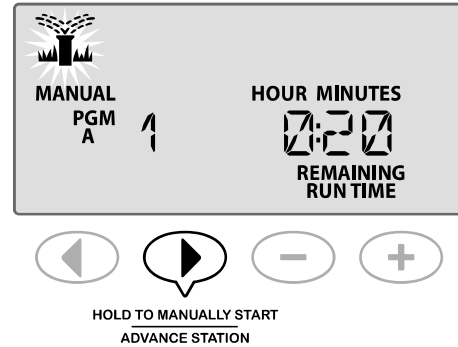 MANUAL
HOUR MINUTES
PGM
A
1
0:20
REMAINING
RUN TIME
HOLD TO MANUALLY START
ADVANCE STATION